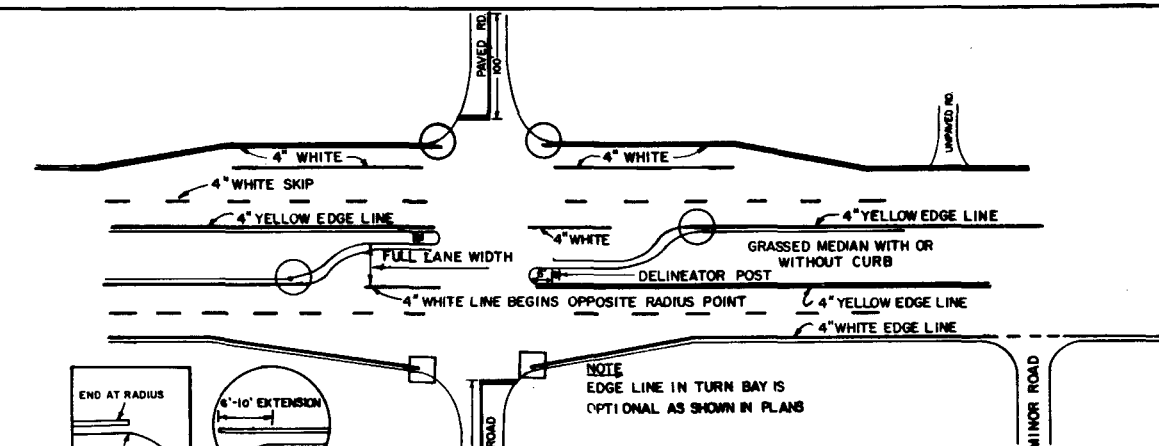 PAVED RD.
100'
UNPAVED RD.
4" WHITE
4" WHITE
4" WHITE SKIP
4" YELLOW EDGE LINE
4" YELLOW EDGE LINE
4" WHITE
GRASSED MEDIAN WITH OR
WITHOUT CURB
FULL LANE WIDTH
DELINEATOR POST
4" WHITE LINE BEGINS OPPOSITE RADIUS POINT
4" YELLOW EDGE LINE
4" WHITE EDGE LINE
NOTE
EDGE LINE IN TURN BAY IS
OPTIONAL AS SHOWN IN PLANS
END AT RADIUS
6'-10' EXTENSION
ROAD
MINOR ROAD